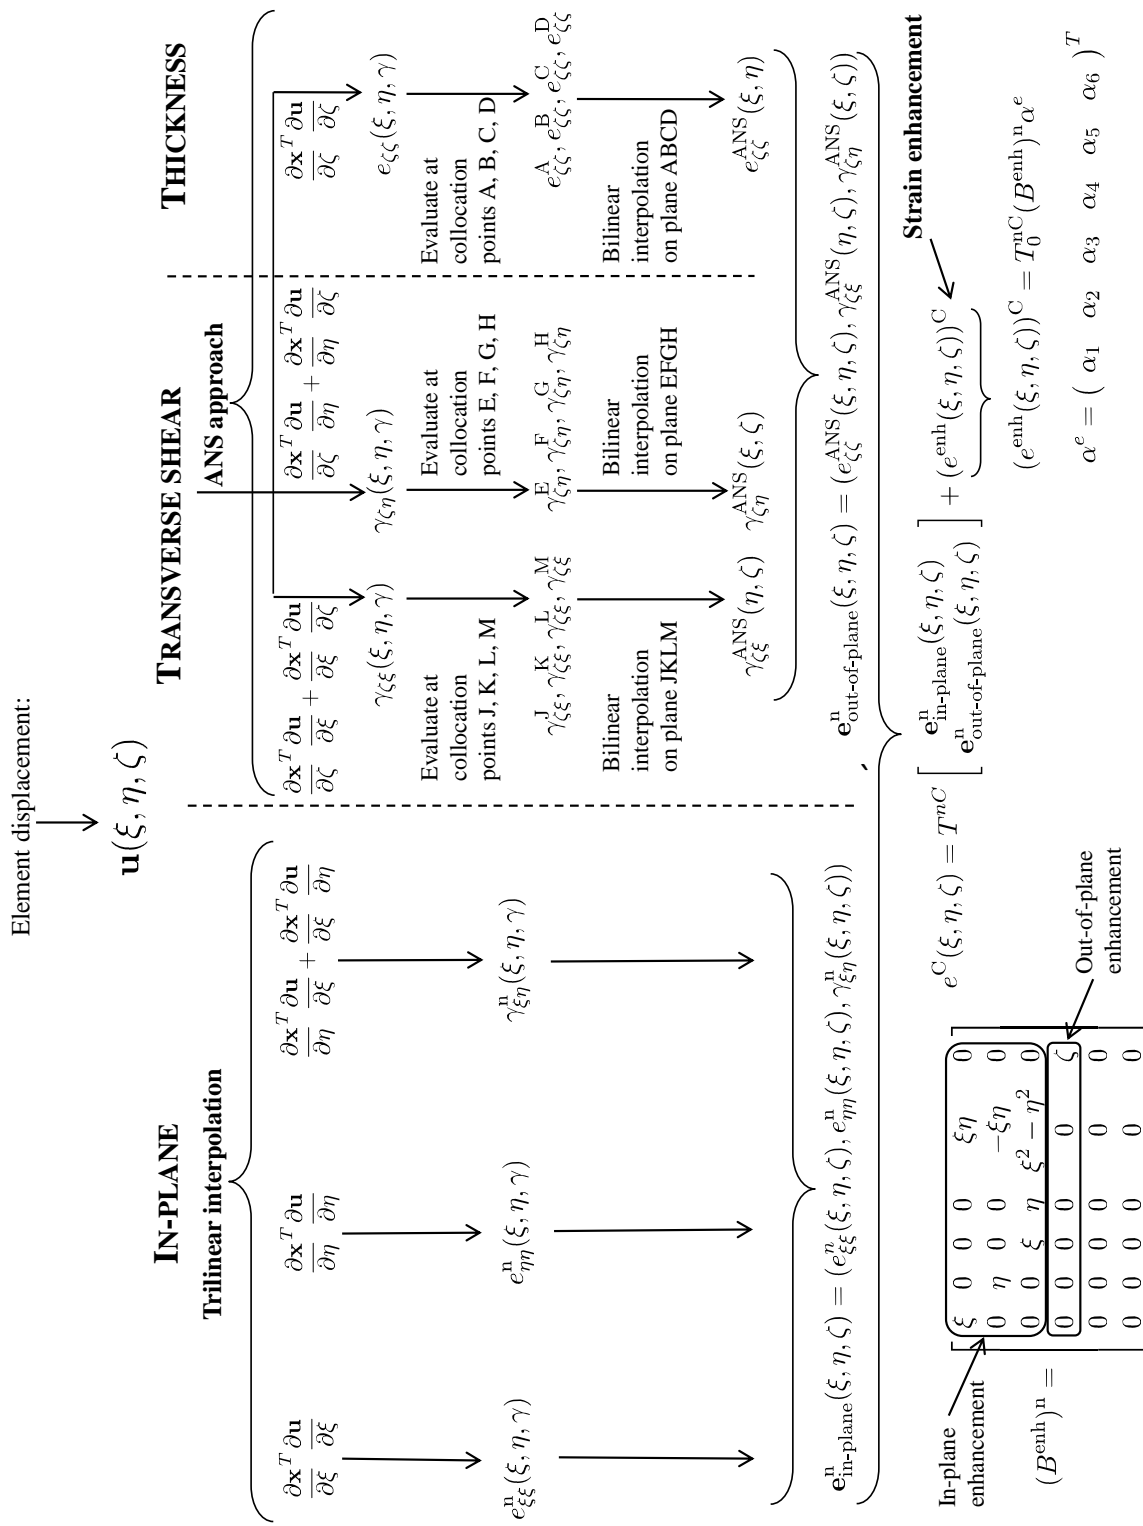 Element displacement:
u(ξ, η, ζ)
IN-PLANE
TRANSVERSE SHEAR
THICKNESS
Trilinear interpolation
ANS approach
∂x^T/∂ξ ∂u/∂ξ
∂x^T/∂η ∂u/∂η
∂x^T/∂η ∂u/∂ξ + ∂x^T/∂ξ ∂u/∂η
∂x^T/∂ζ ∂u/∂ξ + ∂x^T/∂ξ ∂u/∂ζ
∂x^T/∂ζ ∂u/∂η + ∂x^T/∂η ∂u/∂ζ
∂x^T/∂ζ ∂u/∂ζ
e^n_ξξ(ξ, η, γ)
e^n_ηη(ξ, η, γ)
γ^n_ξη(ξ, η, γ)
γ_ζξ(ξ, η, γ)
γ_ζη(ξ, η, γ)
e_ζζ(ξ, η, γ)
Evaluate at
collocation
points J, K, L, M
Evaluate at
collocation
points E, F, G, H
Evaluate at
collocation
points A, B, C, D
γ^J_ζξ, γ^K_ζξ, γ^L_ζξ, γ^M_ζξ
γ^E_ζη, γ^F_ζη, γ^G_ζη, γ^H_ζη
e^A_ζζ, e^B_ζζ, e^C_ζζ, e^D_ζζ
Bilinear
interpolation
on plane JKLM
Bilinear
interpolation
on plane EFGH
Bilinear
interpolation
on plane ABCD
γ^ANS_ζξ(η, ζ)
γ^ANS_ζη(ξ, ζ)
e^ANS_ζζ(ξ, η)
e^n_in-plane(ξ, η, ζ) = (e^n_ξξ(ξ, η, ζ), e^n_ηη(ξ, η, ζ), γ^n_ξη(ξ, η, ζ))
e^n_out-of-plane(ξ, η, ζ) = (e^ANS_ζζ(ξ, η, ζ), γ^ANS_ζξ(η, ζ), γ^ANS_ζη(ξ, ζ))
,
e^C(ξ, η, ζ) = T^nC [ e^n_in-plane(ξ, η, ζ)
e^n_out-of-plane(ξ, η, ζ) ] + (e^enh(ξ, η, ζ))^C
Strain enhancement
(e^enh(ξ, η, ζ))^C = T^nC_0 (B^enh)^n α^e
α^e = ( α1 α2 α3 α4 α5 α6 )^T
In-plane
enhancement
Out-of-plane
enhancement
(B^enh)^n =
ξ 0 0 0 ξη 0
0 η 0 0 −ξη 0
0 0 ξ η ξ² − η² 0
0 0 0 0 0 ζ
0 0 0 0 0 0
0 0 0 0 0 0